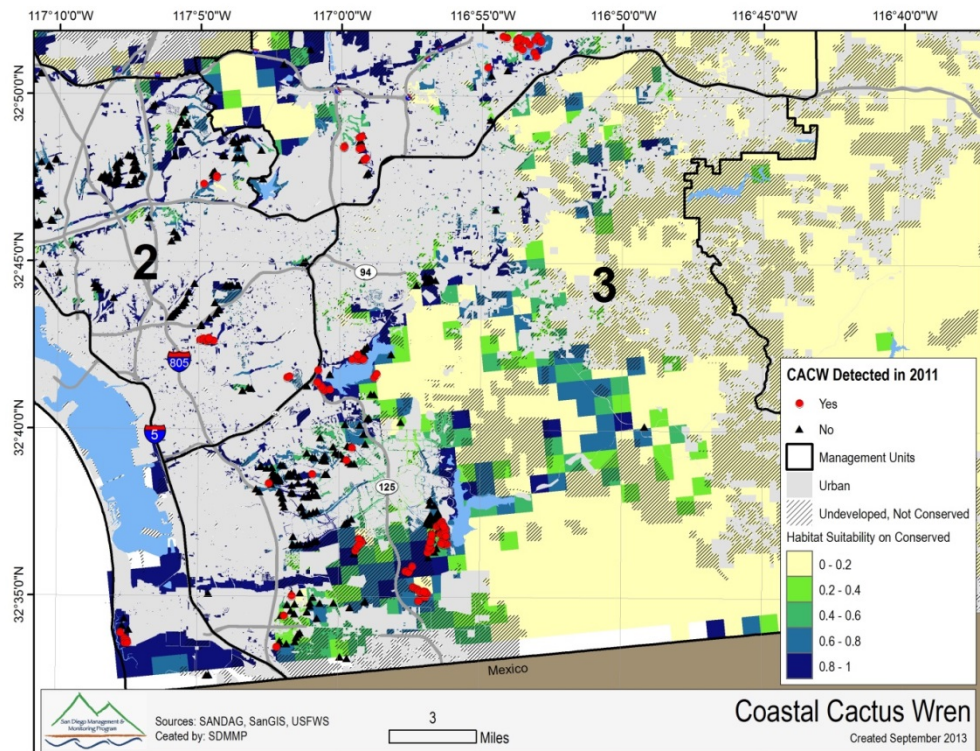 117°10'0"W 117°5'0"W 117°0'0"W 116°55'0"W 116°50'0"W 116°45'0"W 116°40'0"W
32°50'0"N
32°45'0"N
32°40'0"N
32°35'0"N
2
3
94
805
5
125
Mexico
CACW Detected in 2011
Yes
No
Management Units
Urban
Undeveloped, Not Conserved
Habitat Suitability on Conserved
0 - 0.2
0.2 - 0.4
0.4 - 0.6
0.6 - 0.8
0.8 - 1
San Diego Management &
Monitoring Program
Sources: SANDAG, SanGIS, USFWS
Ceated by: SDMMP
3
Miles
Coastal Cactus Wren
Created September 2013